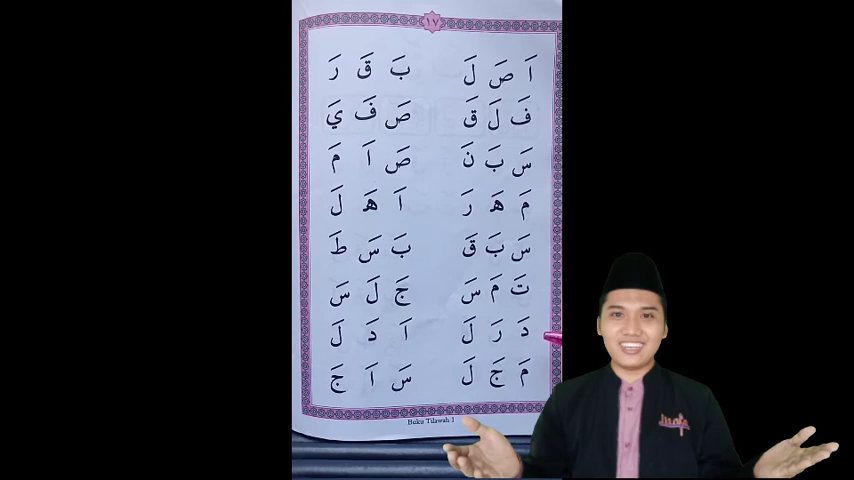 ١٧
اَ صَ لَ بَ قَ رَ
فَ لَ قَ صَ فَ يَ
سَ بَ نَ صَ اَ مَ
مَ هَ رَ اَ هَ لَ
سَ بَ قَ بَ سَ طَ
تَ مَ سَ جَ لَ سَ
دَ رَ لَ اَ دَ لَ
مَ جَ لَ سَ اَ جَ
Buku Tilawah 1